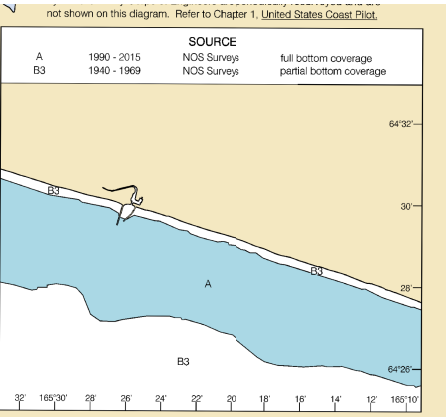 not shown on this diagram. Refer to Chapter 1, United States Coast Pilot.
SOURCE
A 1990 - 2015 NOS Surveys full bottom coverage
B3 1940 - 1969 NOS Surveys partial bottom coverage
64°32'
B3
30'
B3
A
28'
B3
64°26'
32' 165°30' 28' 26' 24' 22' 20' 18' 16' 14' 12' 165°10'